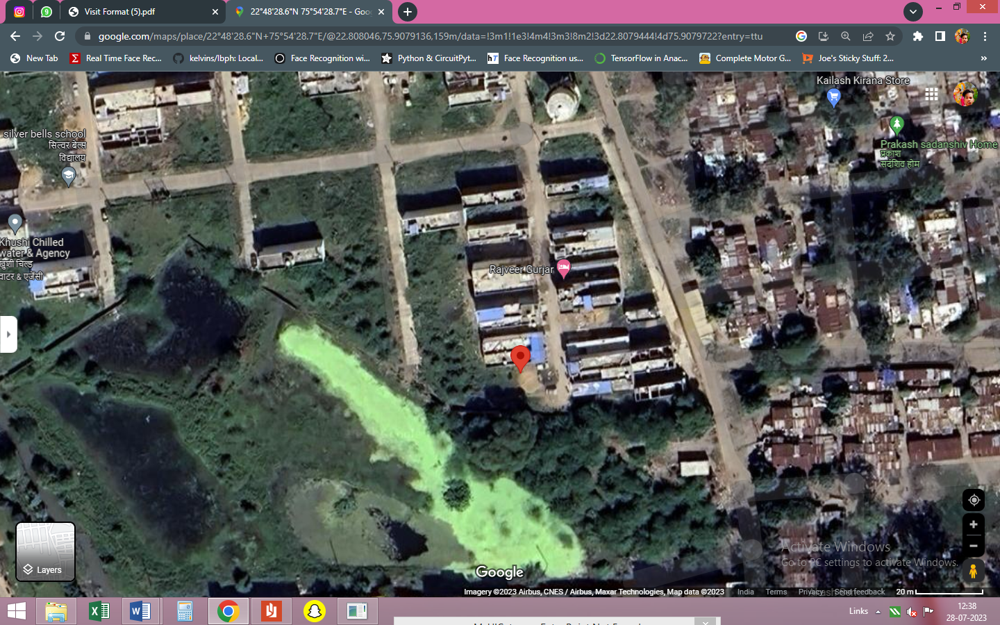 Visit Format (5).pdf
22°48'28.6"N 75°54'28.7"E - Goo
google.com/maps/place/22°48'28.6"N+75°54'28.7"E/@22.808046,75.9079136,159m/data=!3m1!1e3!4m4!3m3!8m2!3d22.8079444!4d75.9079722?entry=ttu
New Tab
Real Time Face Rec...
kelvins/lbph: Local...
Face Recognition wi...
Python & CircuitPyt...
Face Recognition us...
TensorFlow in Anac...
Complete Motor G...
Joe's Sticky Stuff: 2...
Kailash Kirana Store
silver bells school
सिल्वर बेल्स
विद्यालय
Prakash sadanshiv Home
प्रकाश
सदंशिव होम
Khushi Chilled
water & Agency
खुशी चिल्ड
वाटर & एजेंसी
Rajveer Gurjar
Activate Windows
Go to PC settings to activate Windows.
Layers
Google
Imagery ©2023 Airbus, CNES / Airbus, Maxar Technologies, Map data ©2023
India
Terms
Privacy
Send feedback
20 m
Links
12:38
28-07-2023